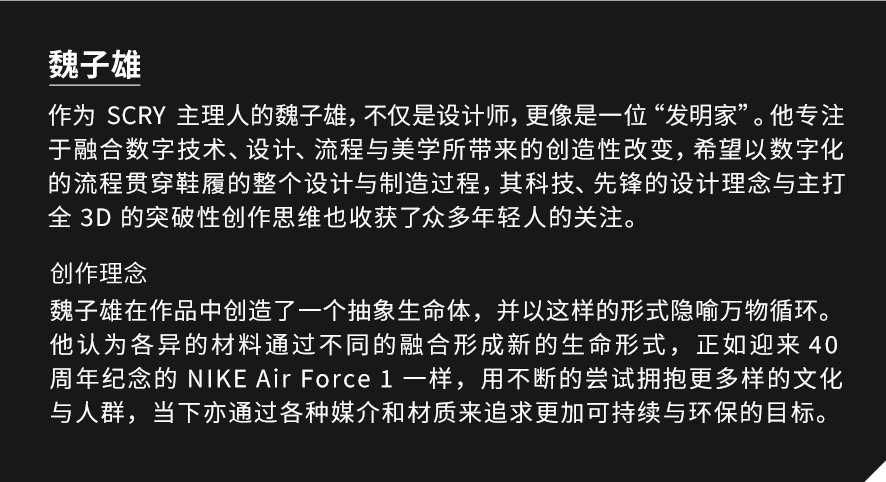 魏子雄
作为 SCRY 主理人的魏子雄，不仅是设计师，更像是一位“发明家”。他专注
于融合数字技术、设计、流程与美学所带来的创造性改变，希望以数字化
的流程贯穿鞋履的整个设计与制造过程，其科技、先锋的设计理念与主打
全 3D 的突破性创作思维也收获了众多年轻人的关注。
创作理念
魏子雄在作品中创造了一个抽象生命体，并以这样的形式隐喻万物循环。
他认为各异的材料通过不同的融合形成新的生命形式，正如迎来 40
周年纪念的 NIKE Air Force 1 一样，用不断的尝试拥抱更多样的文化
与人群，当下亦通过各种媒介和材质来追求更加可持续与环保的目标。